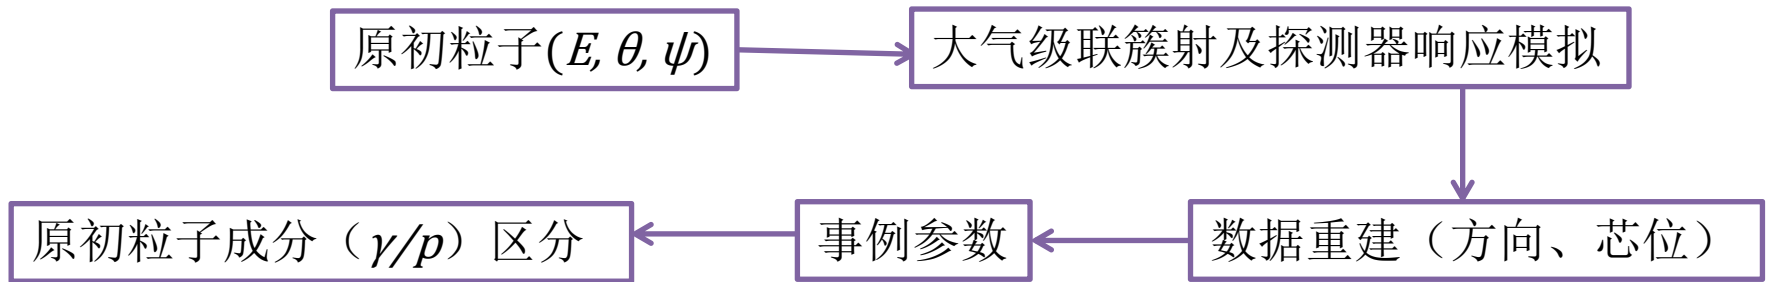 原初粒子(E, θ, ψ)
大气级联簇射及探测器响应模拟
数据重建（方向、芯位）
事例参数
原初粒子成分（γ/p）区分